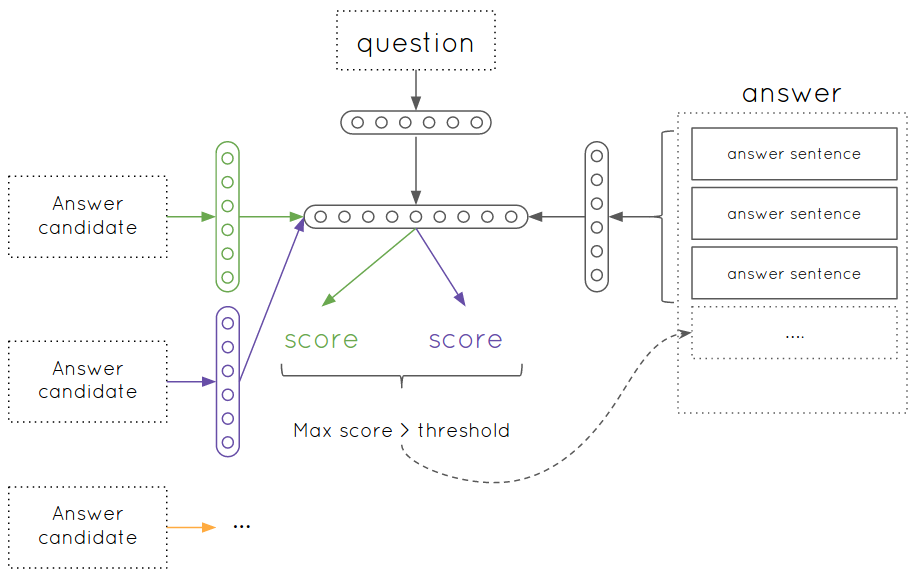 question
answer
answer sentence
answer sentence
answer sentence
....
Answer
candidate
Answer
candidate
Answer
candidate
...
score
score
Max score > threshold